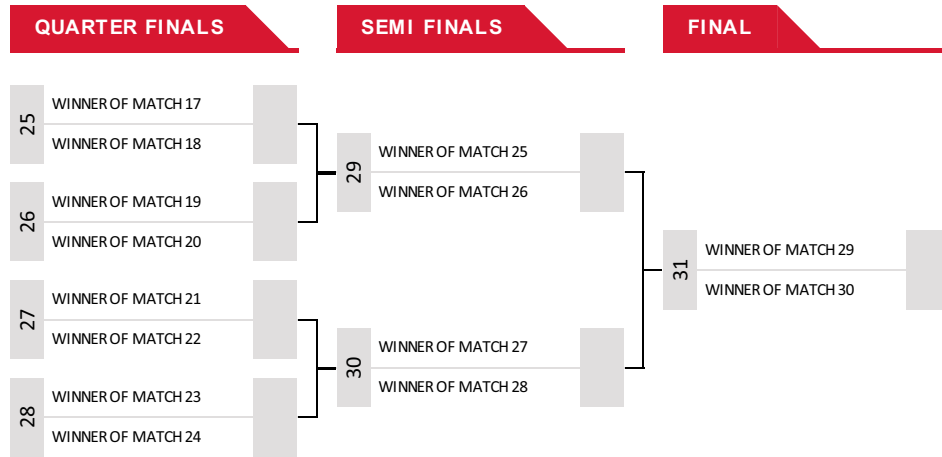 QUARTER FINALS
SEMI FINALS
FINAL
25
WINNER OF MATCH 17
WINNER OF MATCH 18
26
WINNER OF MATCH 19
WINNER OF MATCH 20
27
WINNER OF MATCH 21
WINNER OF MATCH 22
28
WINNER OF MATCH 23
WINNER OF MATCH 24
29
WINNER OF MATCH 25
WINNER OF MATCH 26
30
WINNER OF MATCH 27
WINNER OF MATCH 28
31
WINNER OF MATCH 29
WINNER OF MATCH 30